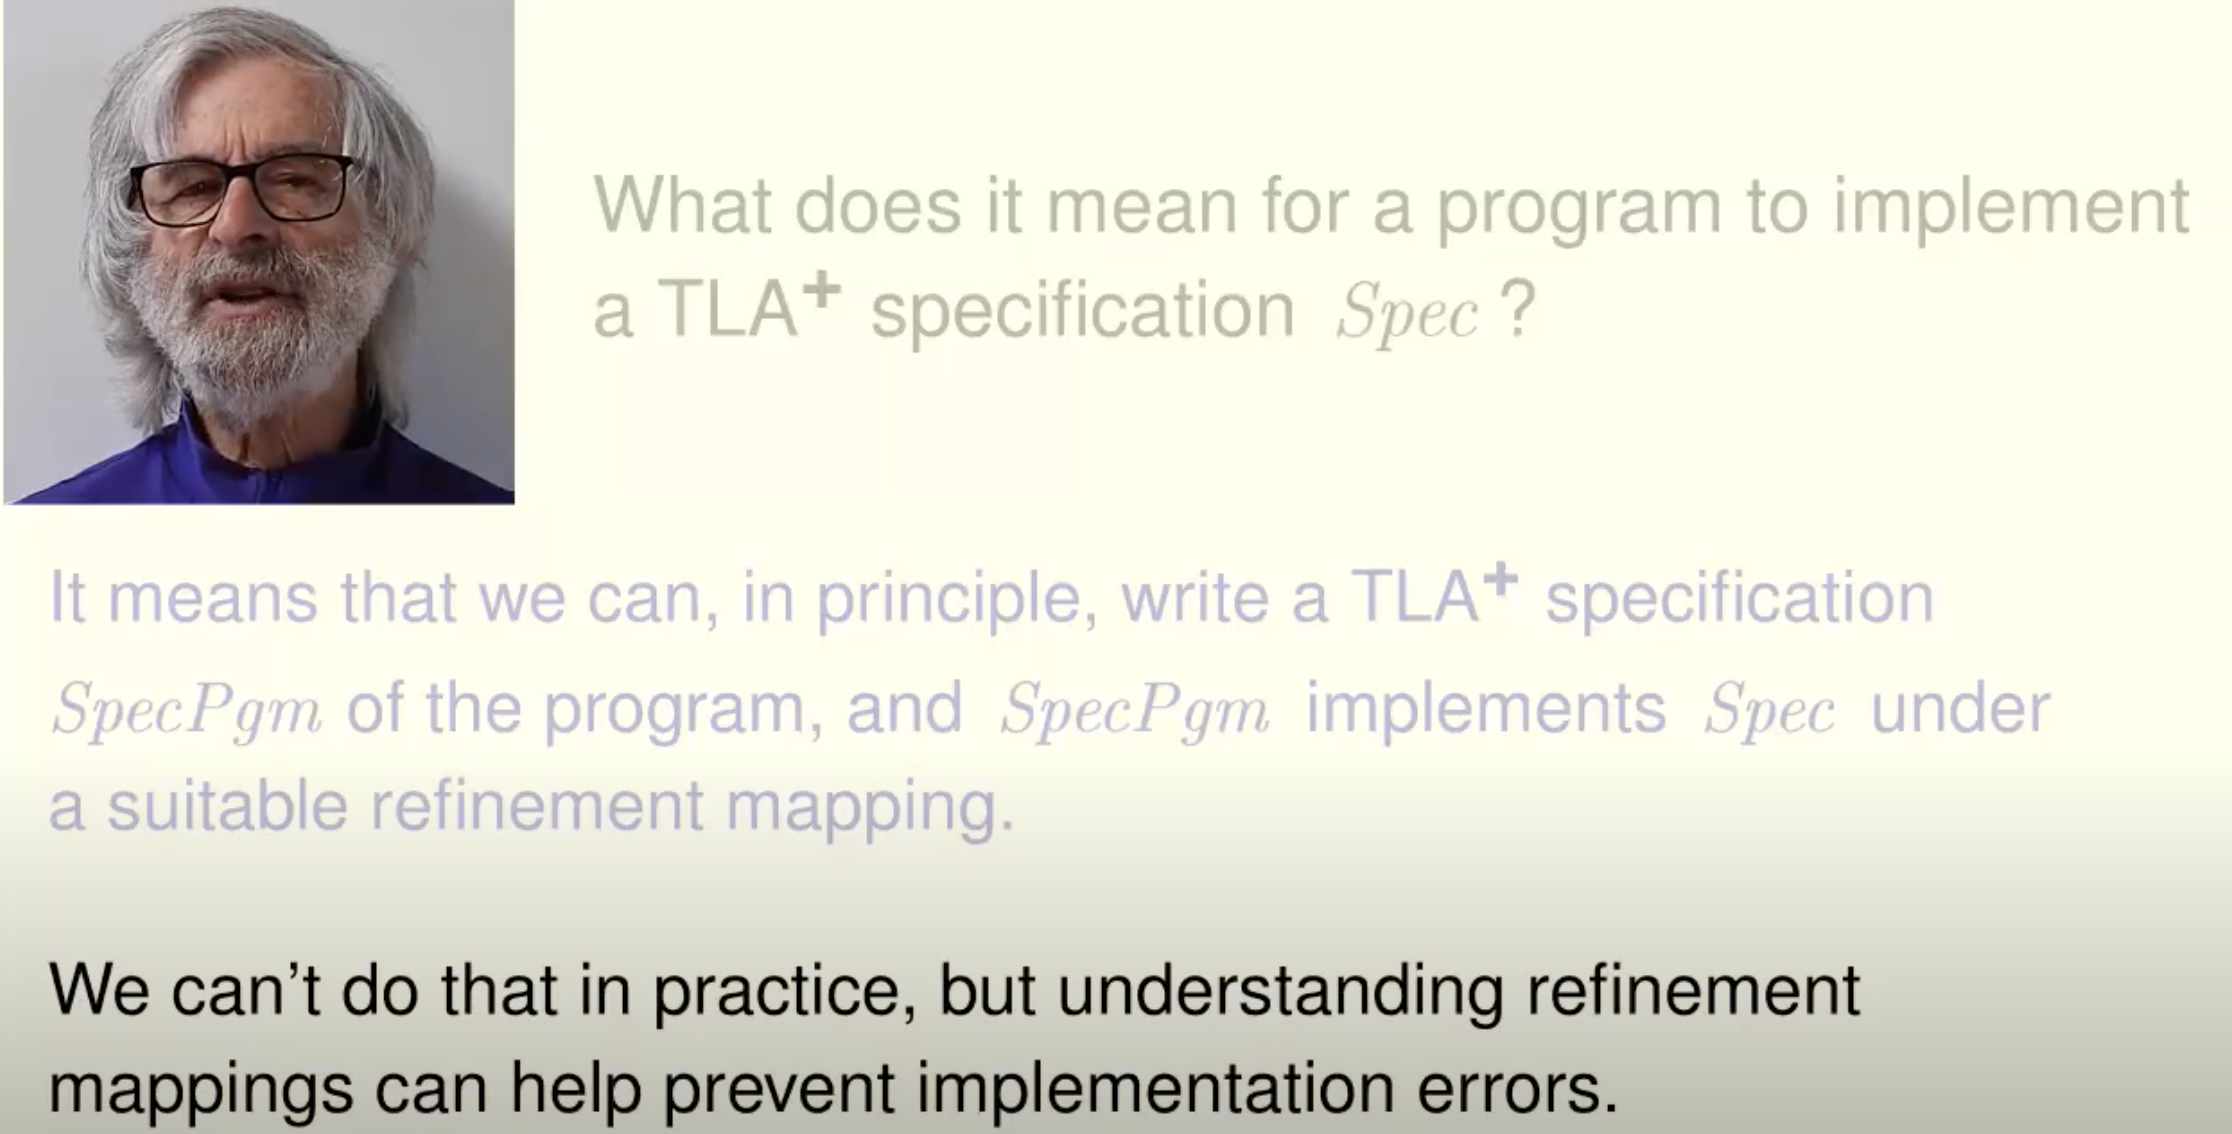 What does it mean for a program to implement
a TLA⁺ specification Spec ?
It means that we can, in principle, write a TLA⁺ specification
SpecPgm of the program, and SpecPgm implements Spec under
a suitable refinement mapping.
We can’t do that in practice, but understanding refinement
mappings can help prevent implementation errors.